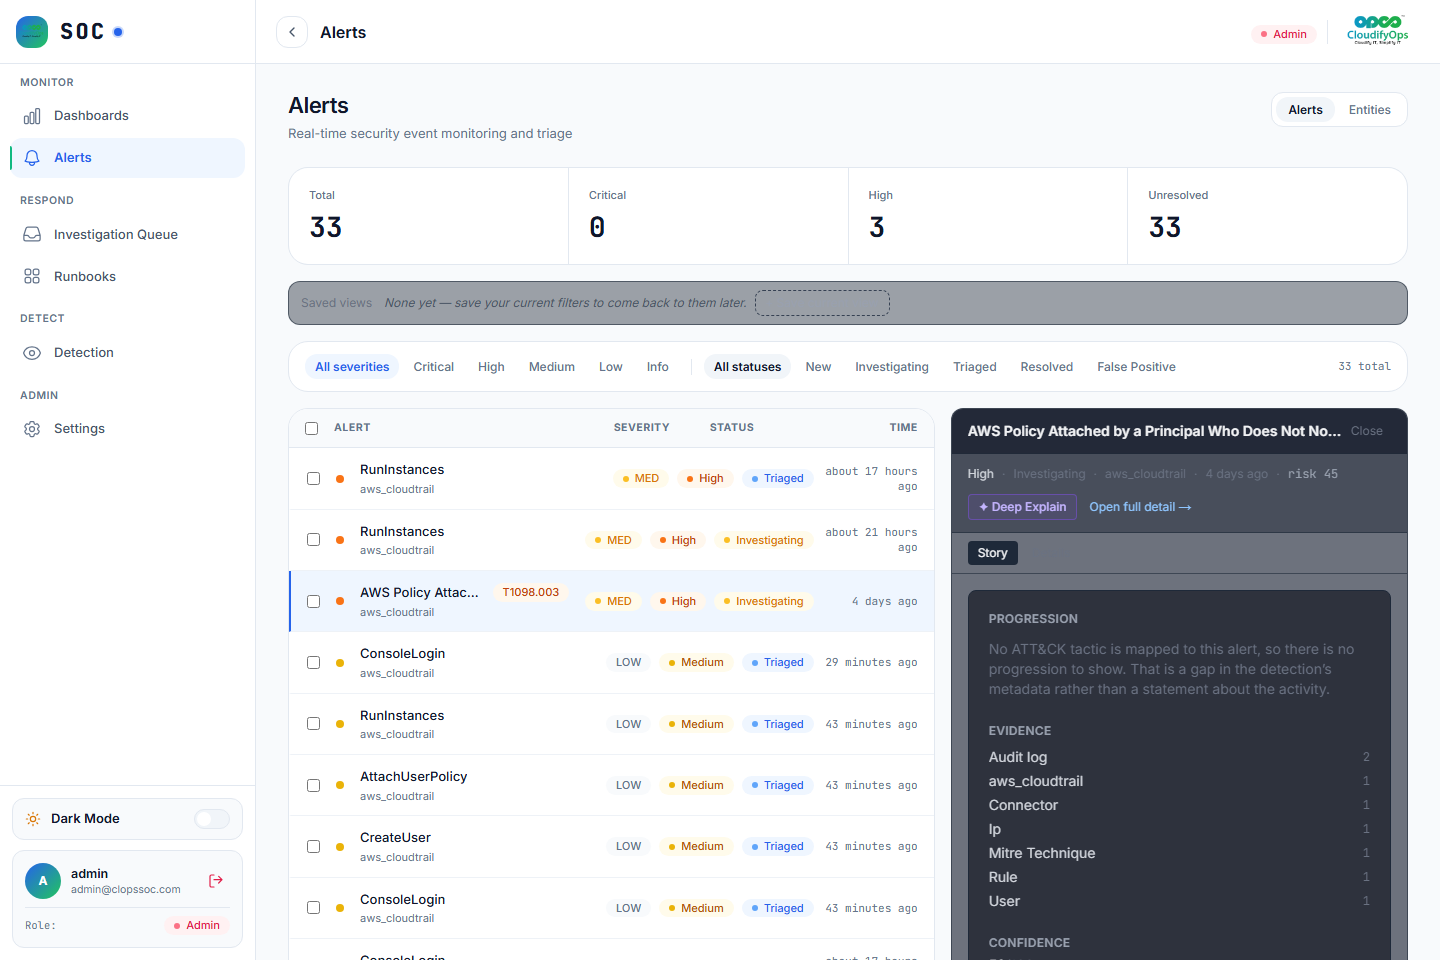 SOC
MONITOR
Dashboards
Alerts
RESPOND
Investigation Queue
Runbooks
DETECT
Detection
ADMIN
Settings
Dark Mode
A
admin
admin@clopssoc.com
Role:
Admin
Alerts
Admin
CloudifyOps
Alerts
Real-time security event monitoring and triage
Alerts
Entities
Total
33
Critical
0
High
3
Unresolved
33
Saved views
None yet — save your current filters to come back to them later.
All severities
Critical
High
Medium
Low
Info
All statuses
New
Investigating
Triaged
Resolved
False Positive
33 total
ALERT
SEVERITY
STATUS
TIME
RunInstances
aws_cloudtrail
MED
High
Triaged
about 17 hours
ago
RunInstances
aws_cloudtrail
MED
High
Investigating
about 21 hours
ago
AWS Policy Attac...
T1098.003
aws_cloudtrail
MED
High
Investigating
4 days ago
ConsoleLogin
aws_cloudtrail
LOW
Medium
Triaged
29 minutes ago
RunInstances
aws_cloudtrail
LOW
Medium
Triaged
43 minutes ago
AttachUserPolicy
aws_cloudtrail
LOW
Medium
Triaged
43 minutes ago
CreateUser
aws_cloudtrail
LOW
Medium
Triaged
43 minutes ago
ConsoleLogin
aws_cloudtrail
LOW
Medium
Triaged
43 minutes ago
ConsoleLogin
about 17 hours
AWS Policy Attached by a Principal Who Does Not No...
Close
High · Investigating · aws_cloudtrail · 4 days ago · risk 45
✦ Deep Explain
Open full detail →
Story
PROGRESSION
No ATT&CK tactic is mapped to this alert, so there is no
progression to show. That is a gap in the detection's
metadata rather than a statement about the activity.
EVIDENCE
Audit log 2
aws_cloudtrail 1
Connector 1
Ip 1
Mitre Technique 1
Rule 1
User 1
CONFIDENCE